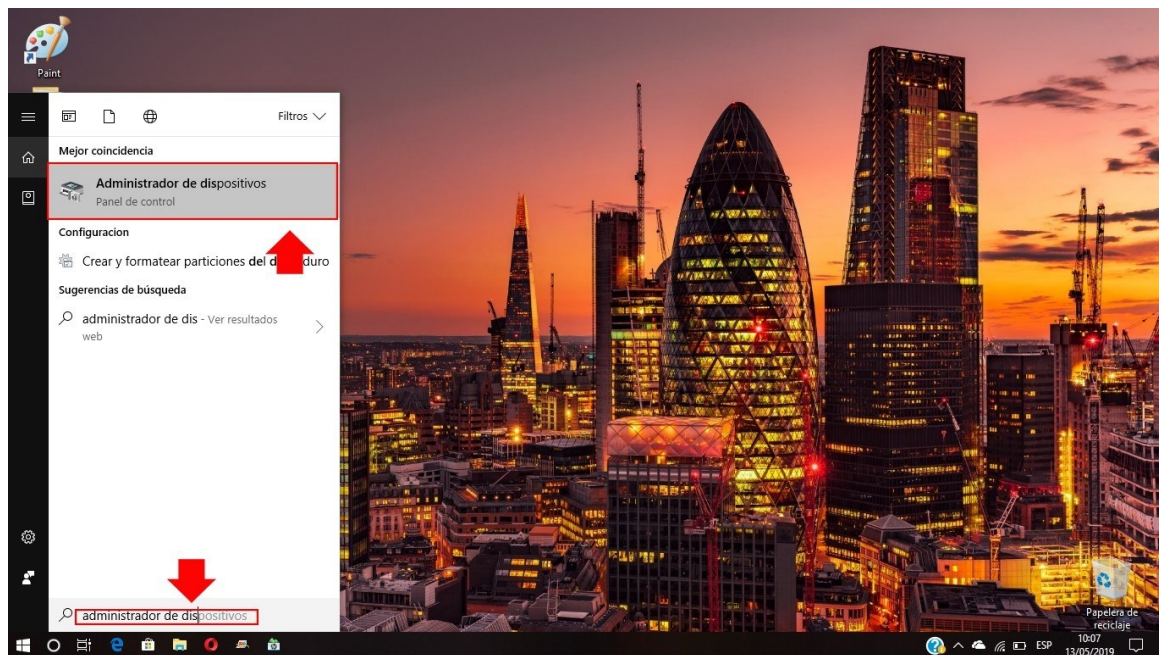 Paint
Filtros
Mejor coincidencia
Administrador de dispositivos
Panel de control
Configuracion
Crear y formatear particiones del d duro
Sugerencias de búsqueda
administrador de dis - Ver resultados
web
administrador de dispositivos
Papelera de
reciclaje
ESP
10:07
13/05/2019